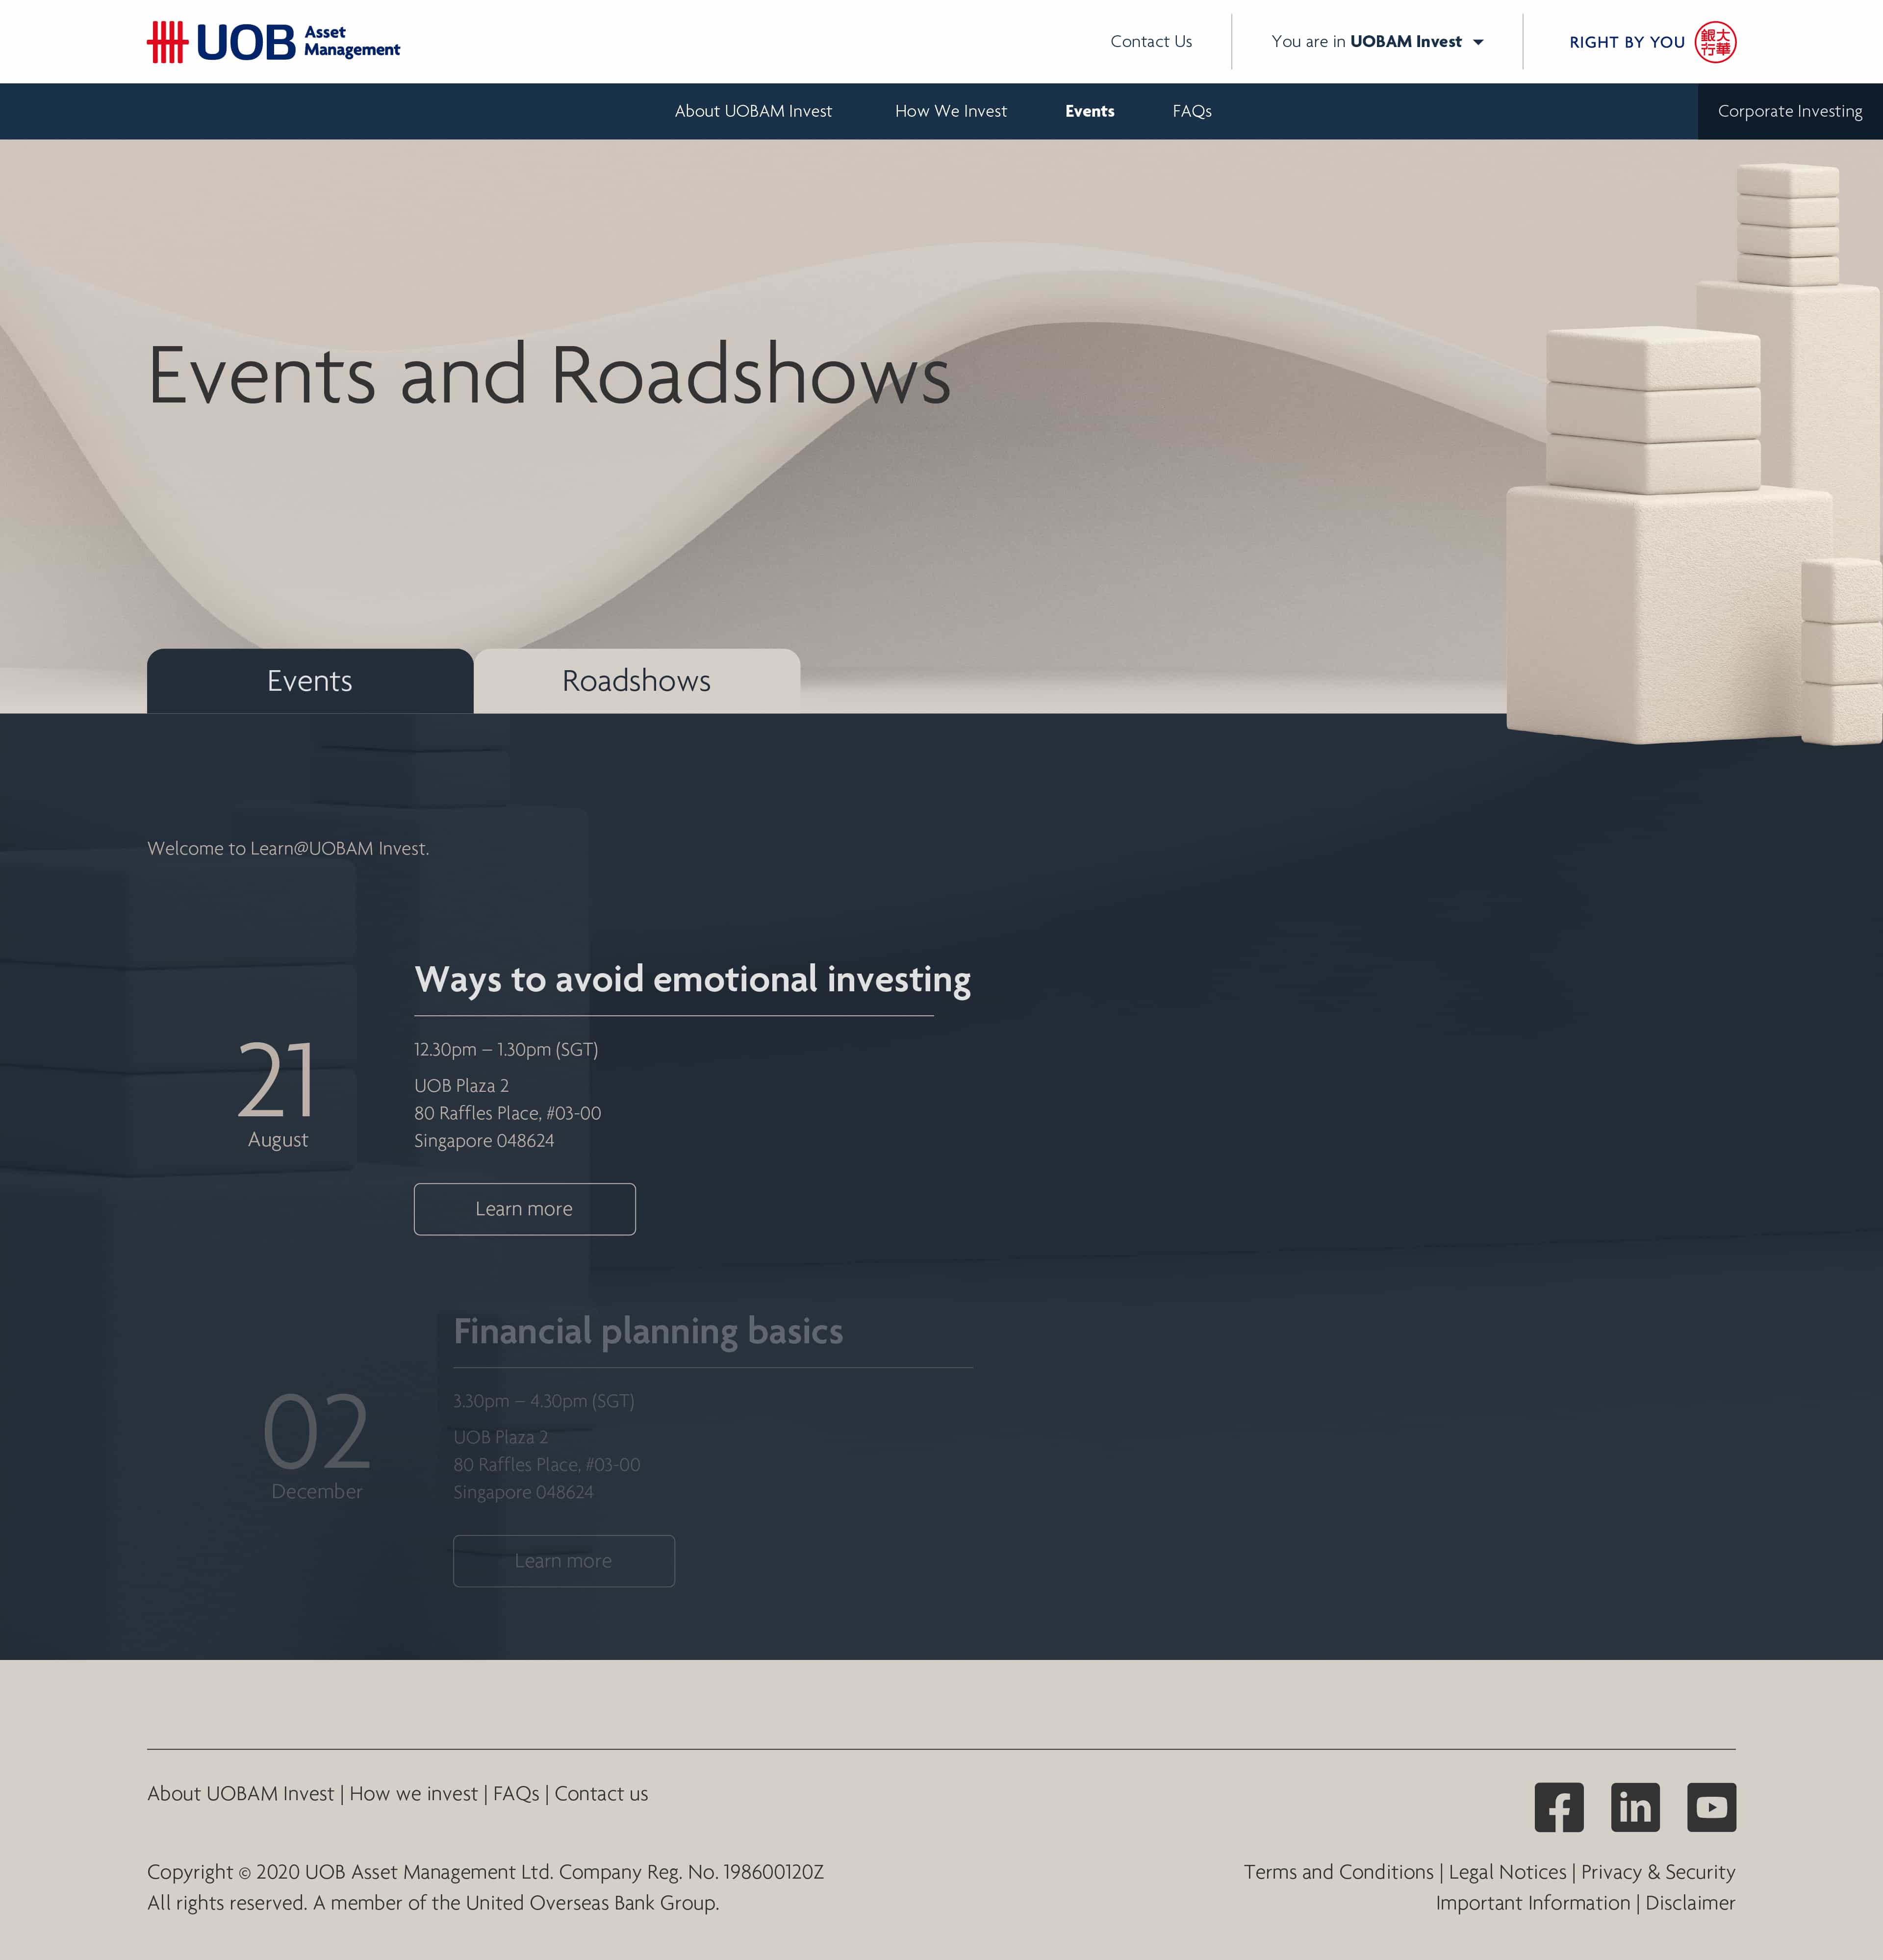 UOB Asset Management
Contact Us
You are in UOBAM Invest
RIGHT BY YOU
銀大
行華
About UOBAM Invest
How We Invest
Events
FAQs
Corporate Investing
Events and Roadshows
Events
Roadshows
Welcome to Learn@UOBAM Invest.
Ways to avoid emotional investing
21
August
12.30pm – 1.30pm (SGT)
UOB Plaza 2
80 Raffles Place, #03-00
Singapore 048624
Learn more
Financial planning basics
02
December
3.30pm – 4.30pm (SGT)
UOB Plaza 2
80 Raffles Place, #03-00
Singapore 048624
Learn more
About UOBAM Invest | How we invest | FAQs | Contact us
Copyright © 2020 UOB Asset Management Ltd. Company Reg. No. 198600120Z
All rights reserved. A member of the United Overseas Bank Group.
Terms and Conditions | Legal Notices | Privacy & Security
Important Information | Disclaimer